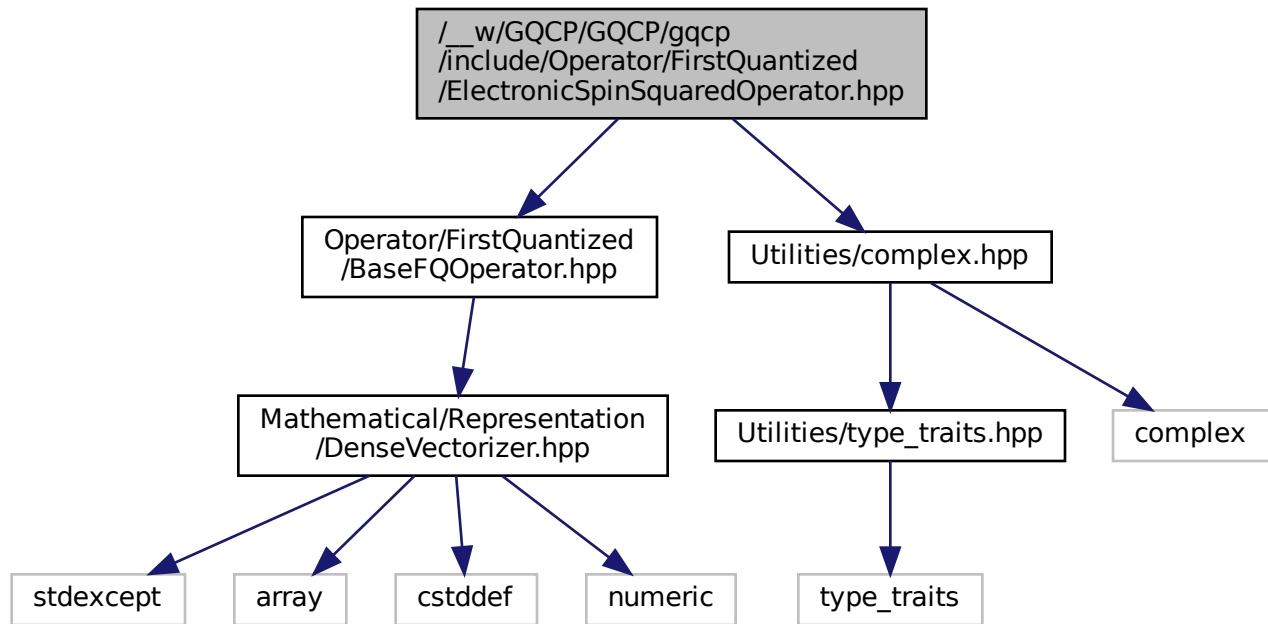 /__w/GQCP/GQCP/gqcp
/include/Operator/FirstQuantized
/ElectronicSpinSquaredOperator.hpp
Operator/FirstQuantized
/BaseFQOperator.hpp
Utilities/complex.hpp
Mathematical/Representation
/DenseVectorizer.hpp
Utilities/type_traits.hpp
complex
stdexcept
array
cstddef
numeric
type_traits